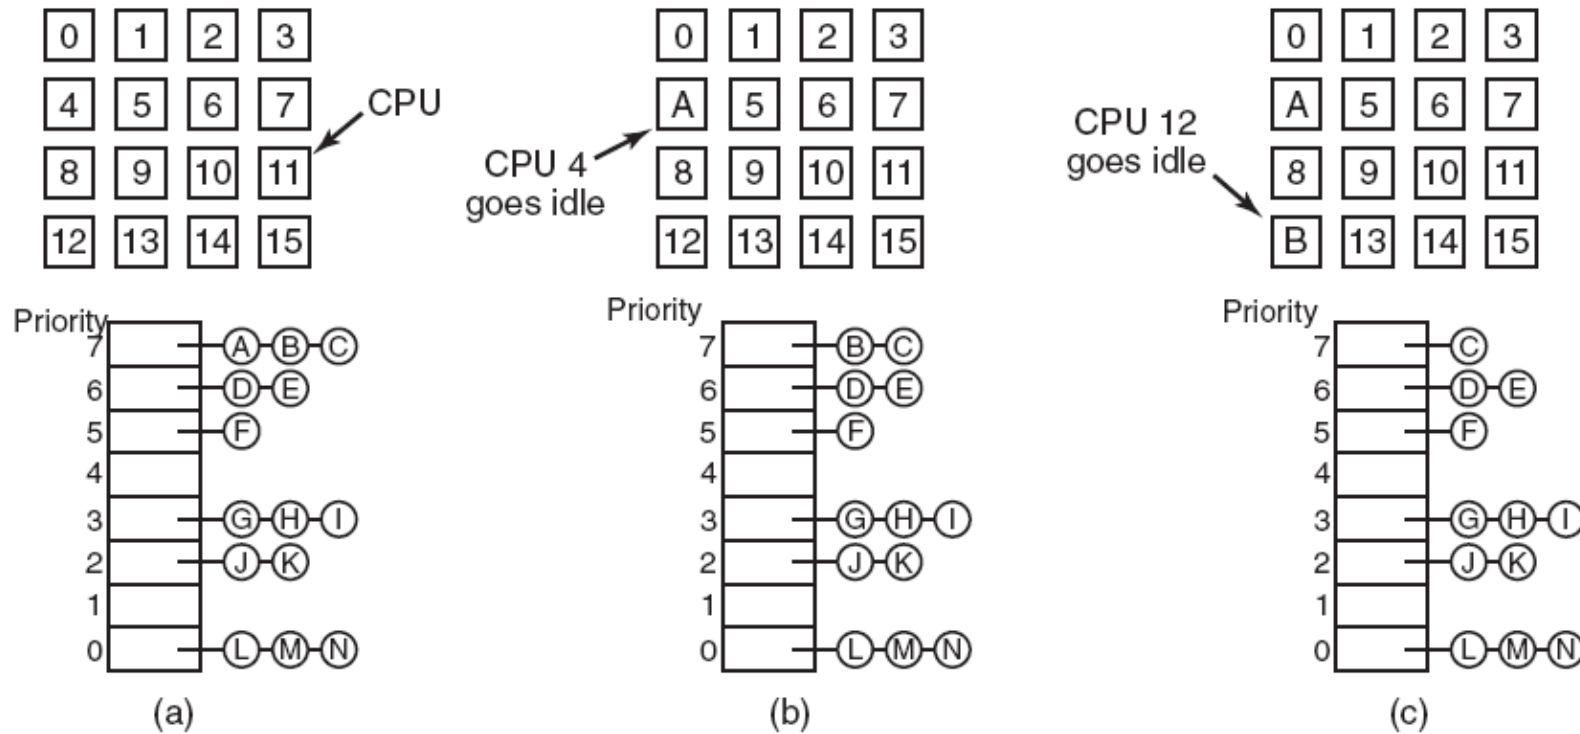 0 1 2 3
4 5 6 7
CPU
8 9 10 11
12 13 14 15
Priority
7 A B C
6 D E
5 F
4
3 G H I
2 J K
1
0 L M N
(a)
0 1 2 3
A 5 6 7
CPU 4
goes idle
8 9 10 11
12 13 14 15
Priority
7 B C
6 D E
5 F
4
3 G H I
2 J K
1
0 L M N
(b)
0 1 2 3
A 5 6 7
CPU 12
goes idle
8 9 10 11
B 13 14 15
Priority
7 C
6 D E
5 F
4
3 G H I
2 J K
1
0 L M N
(c)